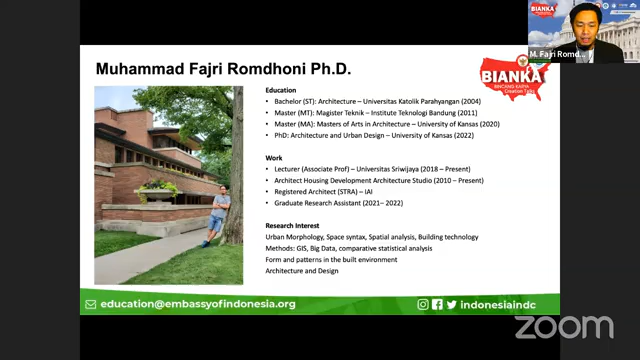 Muhammad Fajri Romdhoni Ph.D.
BIANKA
M. Fajri Romd...
BIANKA
Education
• Bachelor (ST): Architecture – Universitas Katolik Parahyangan (2004)
• Master (MT): Magister Teknik – Institute Teknologi Bandung (2011)
• Master (MA): Masters of Arts in Architecture – University of Kansas (2020)
• PhD: Architecture and Urban Design – University of Kansas (2022)
Work
• Lecturer (Associate Prof) – Universitas Sriwijaya (2018 – Present)
• Architect Housing Development Architecture Studio (2010 – Present)
• Registered Architect (STRA) – IAI
• Graduate Research Assistant (2021– 2022)
Research Interest
Urban Morphology, Space syntax, Spatial analysis, Building technology
Methods: GIS, Big Data, comparative statistical analysis
Form and patterns in the built environment
Architecture and Design
education@embassyofindonesia.org
indonesiaindc
zoom